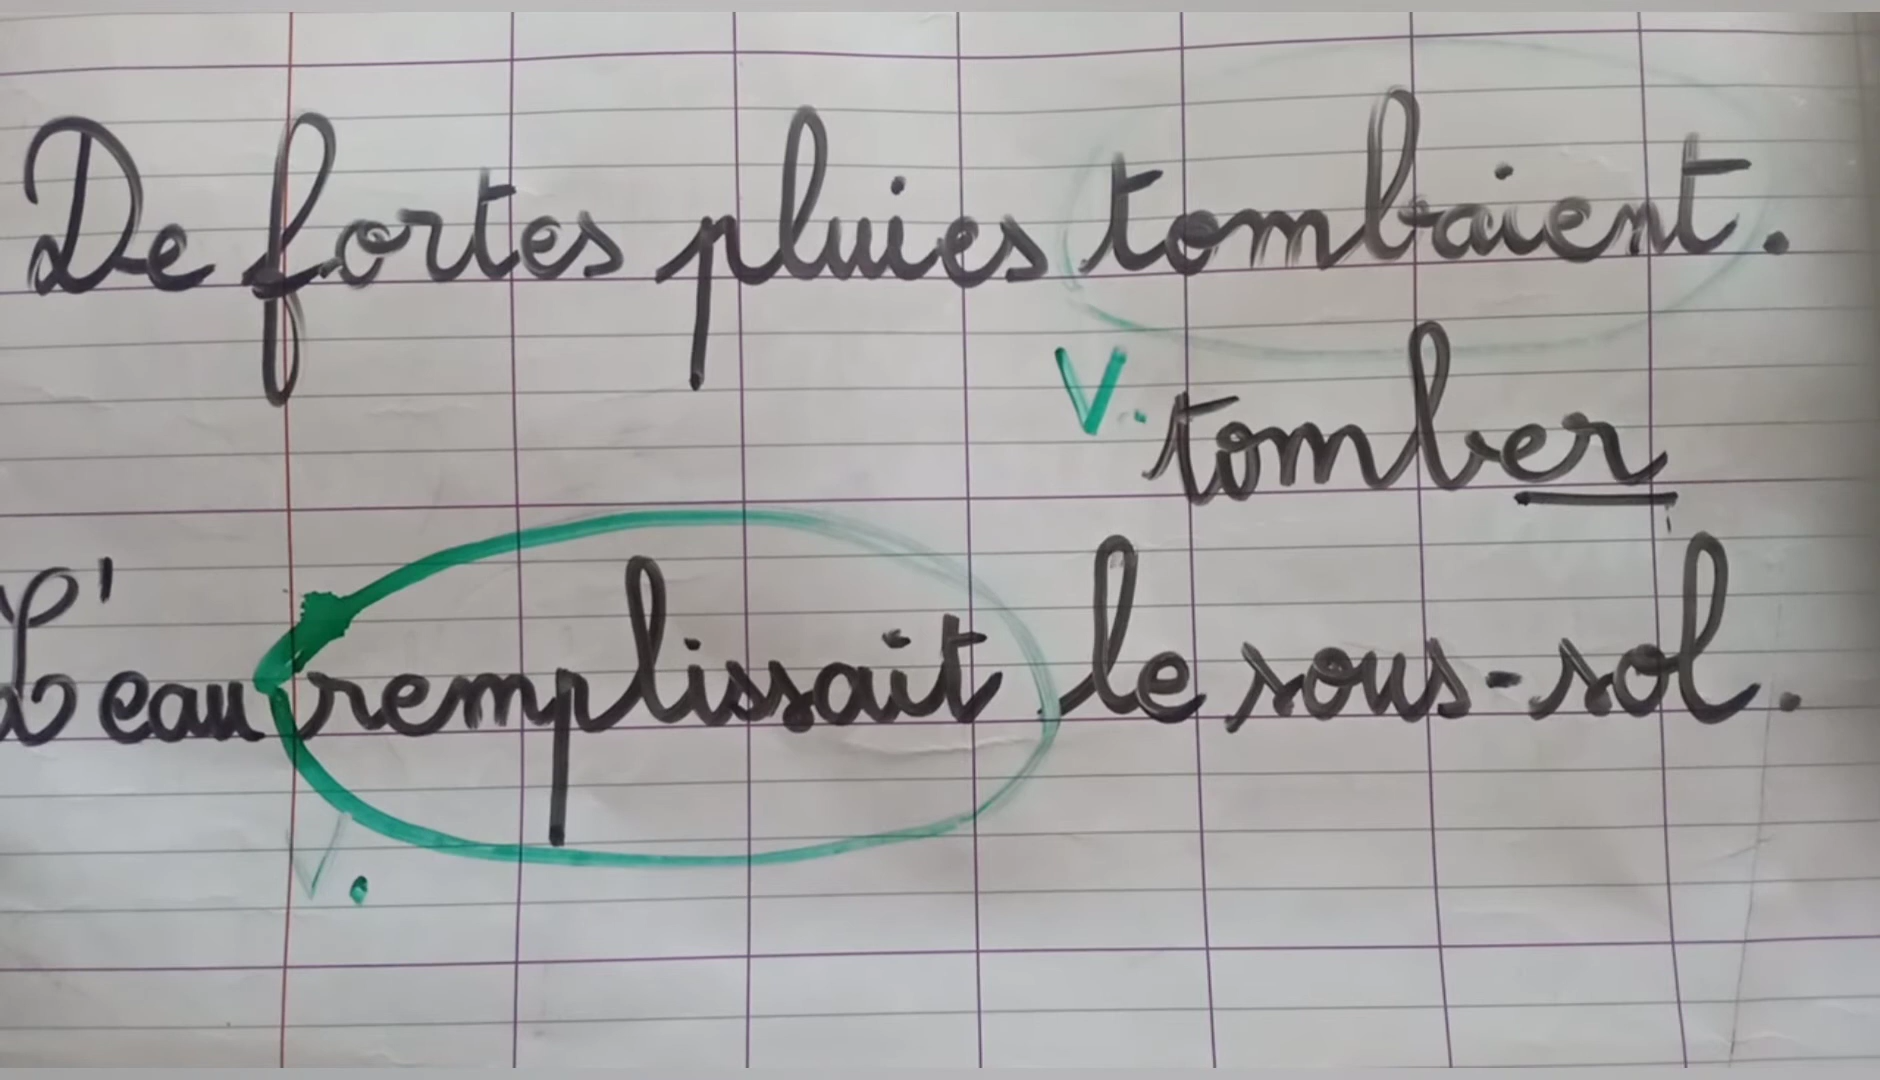 De fortes pluies tombaient.
V. tomber
L'eau remplissait le sous-sol.
V.